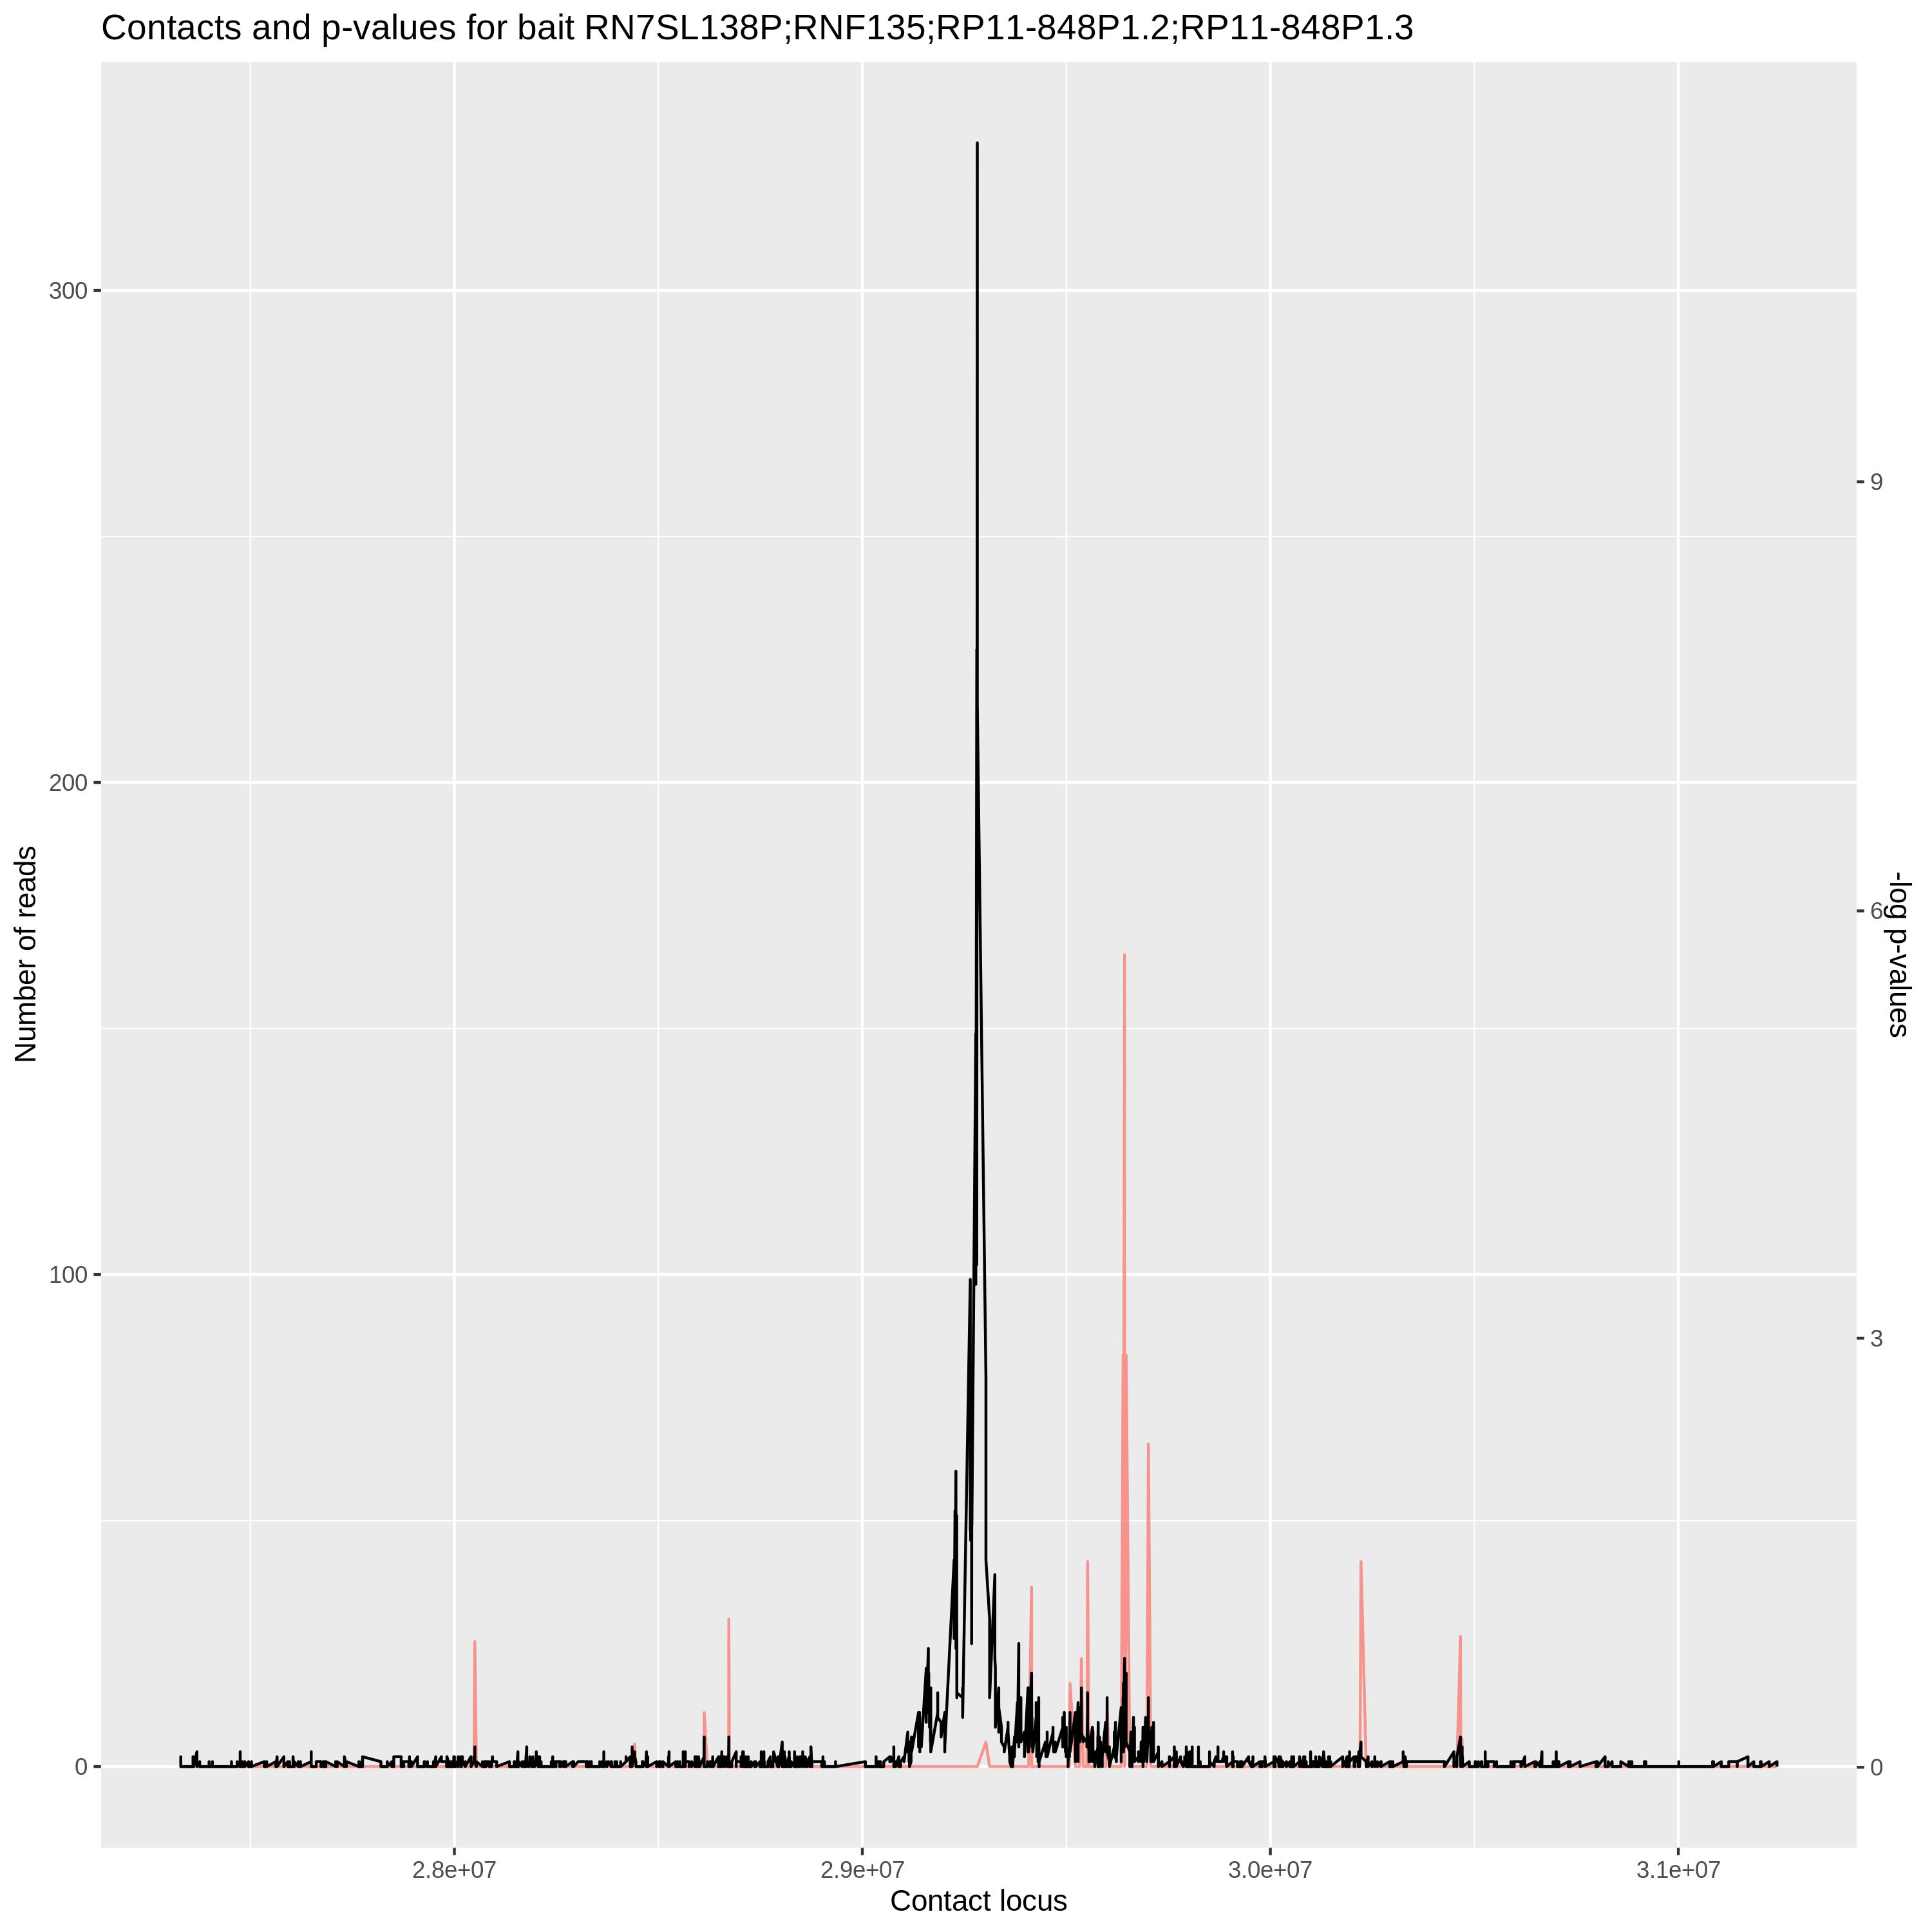 Contacts and p-values for bait RN7SL138P;RNF135;RP11-848P1.2;RP11-848P1.3
300
200
100
0
Number of reads
9
6
3
0
-log p-values
2.8e+07
2.9e+07
3.0e+07
3.1e+07
Contact locus